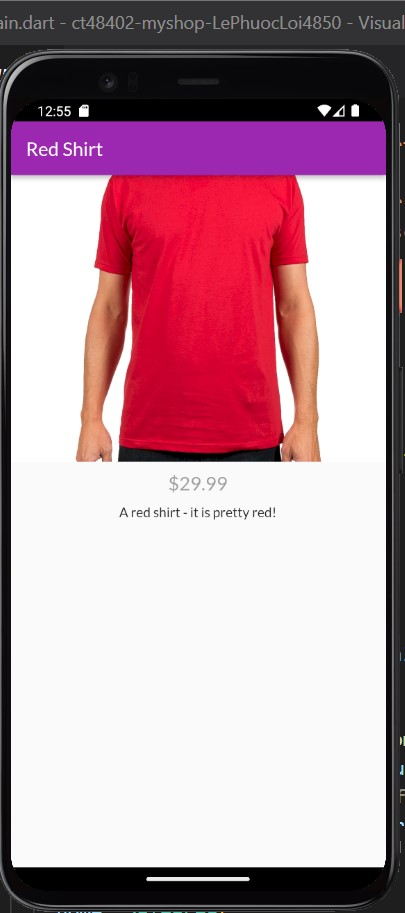 ain.dart - ct48402-myshop-LePhuocLoi4850 - Visual
12:55
Red Shirt
$29.99
A red shirt - it is pretty red!